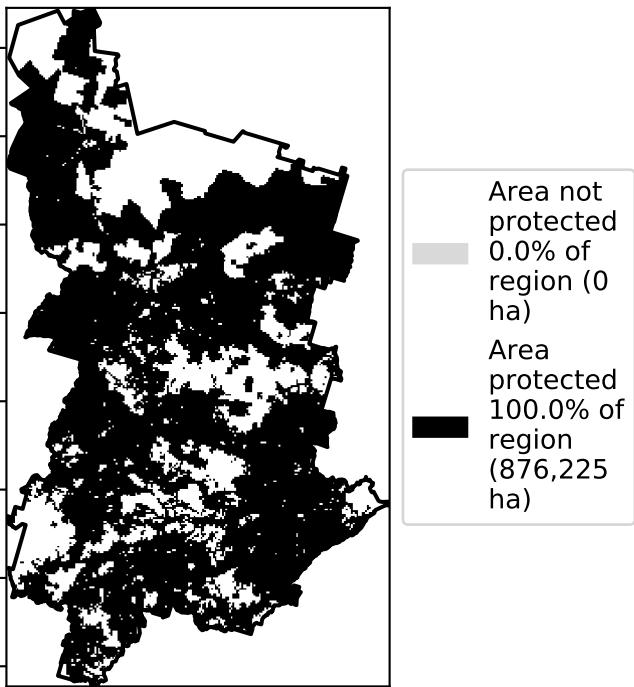 Area not
protected
0.0% of
region (0
ha)
Area
protected
100.0% of
region
(876,225
ha)